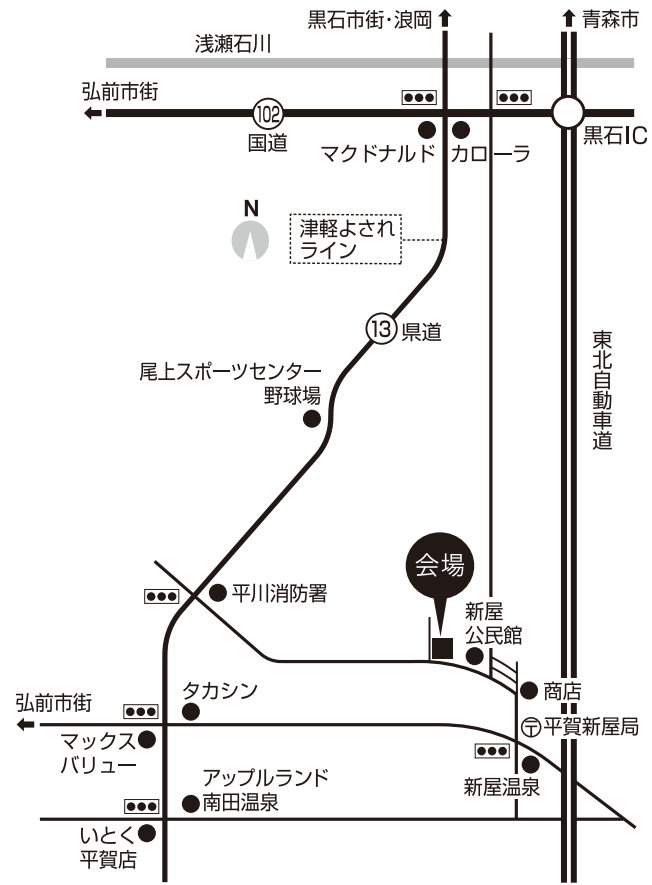 黒石市街・浪岡
青森市
浅瀬石川
弘前市街
102
国道
黒石IC
マクドナルド
カローラ
N
津軽よされ
ライン
13
県道
東北自動車道
尾上スポーツセンター
野球場
会場
平川消防署
新屋
公民館
商店
タカシン
弘前市街
〒平賀新屋局
マックス
バリュー
新屋温泉
アップルランド
南田温泉
いとく
平賀店